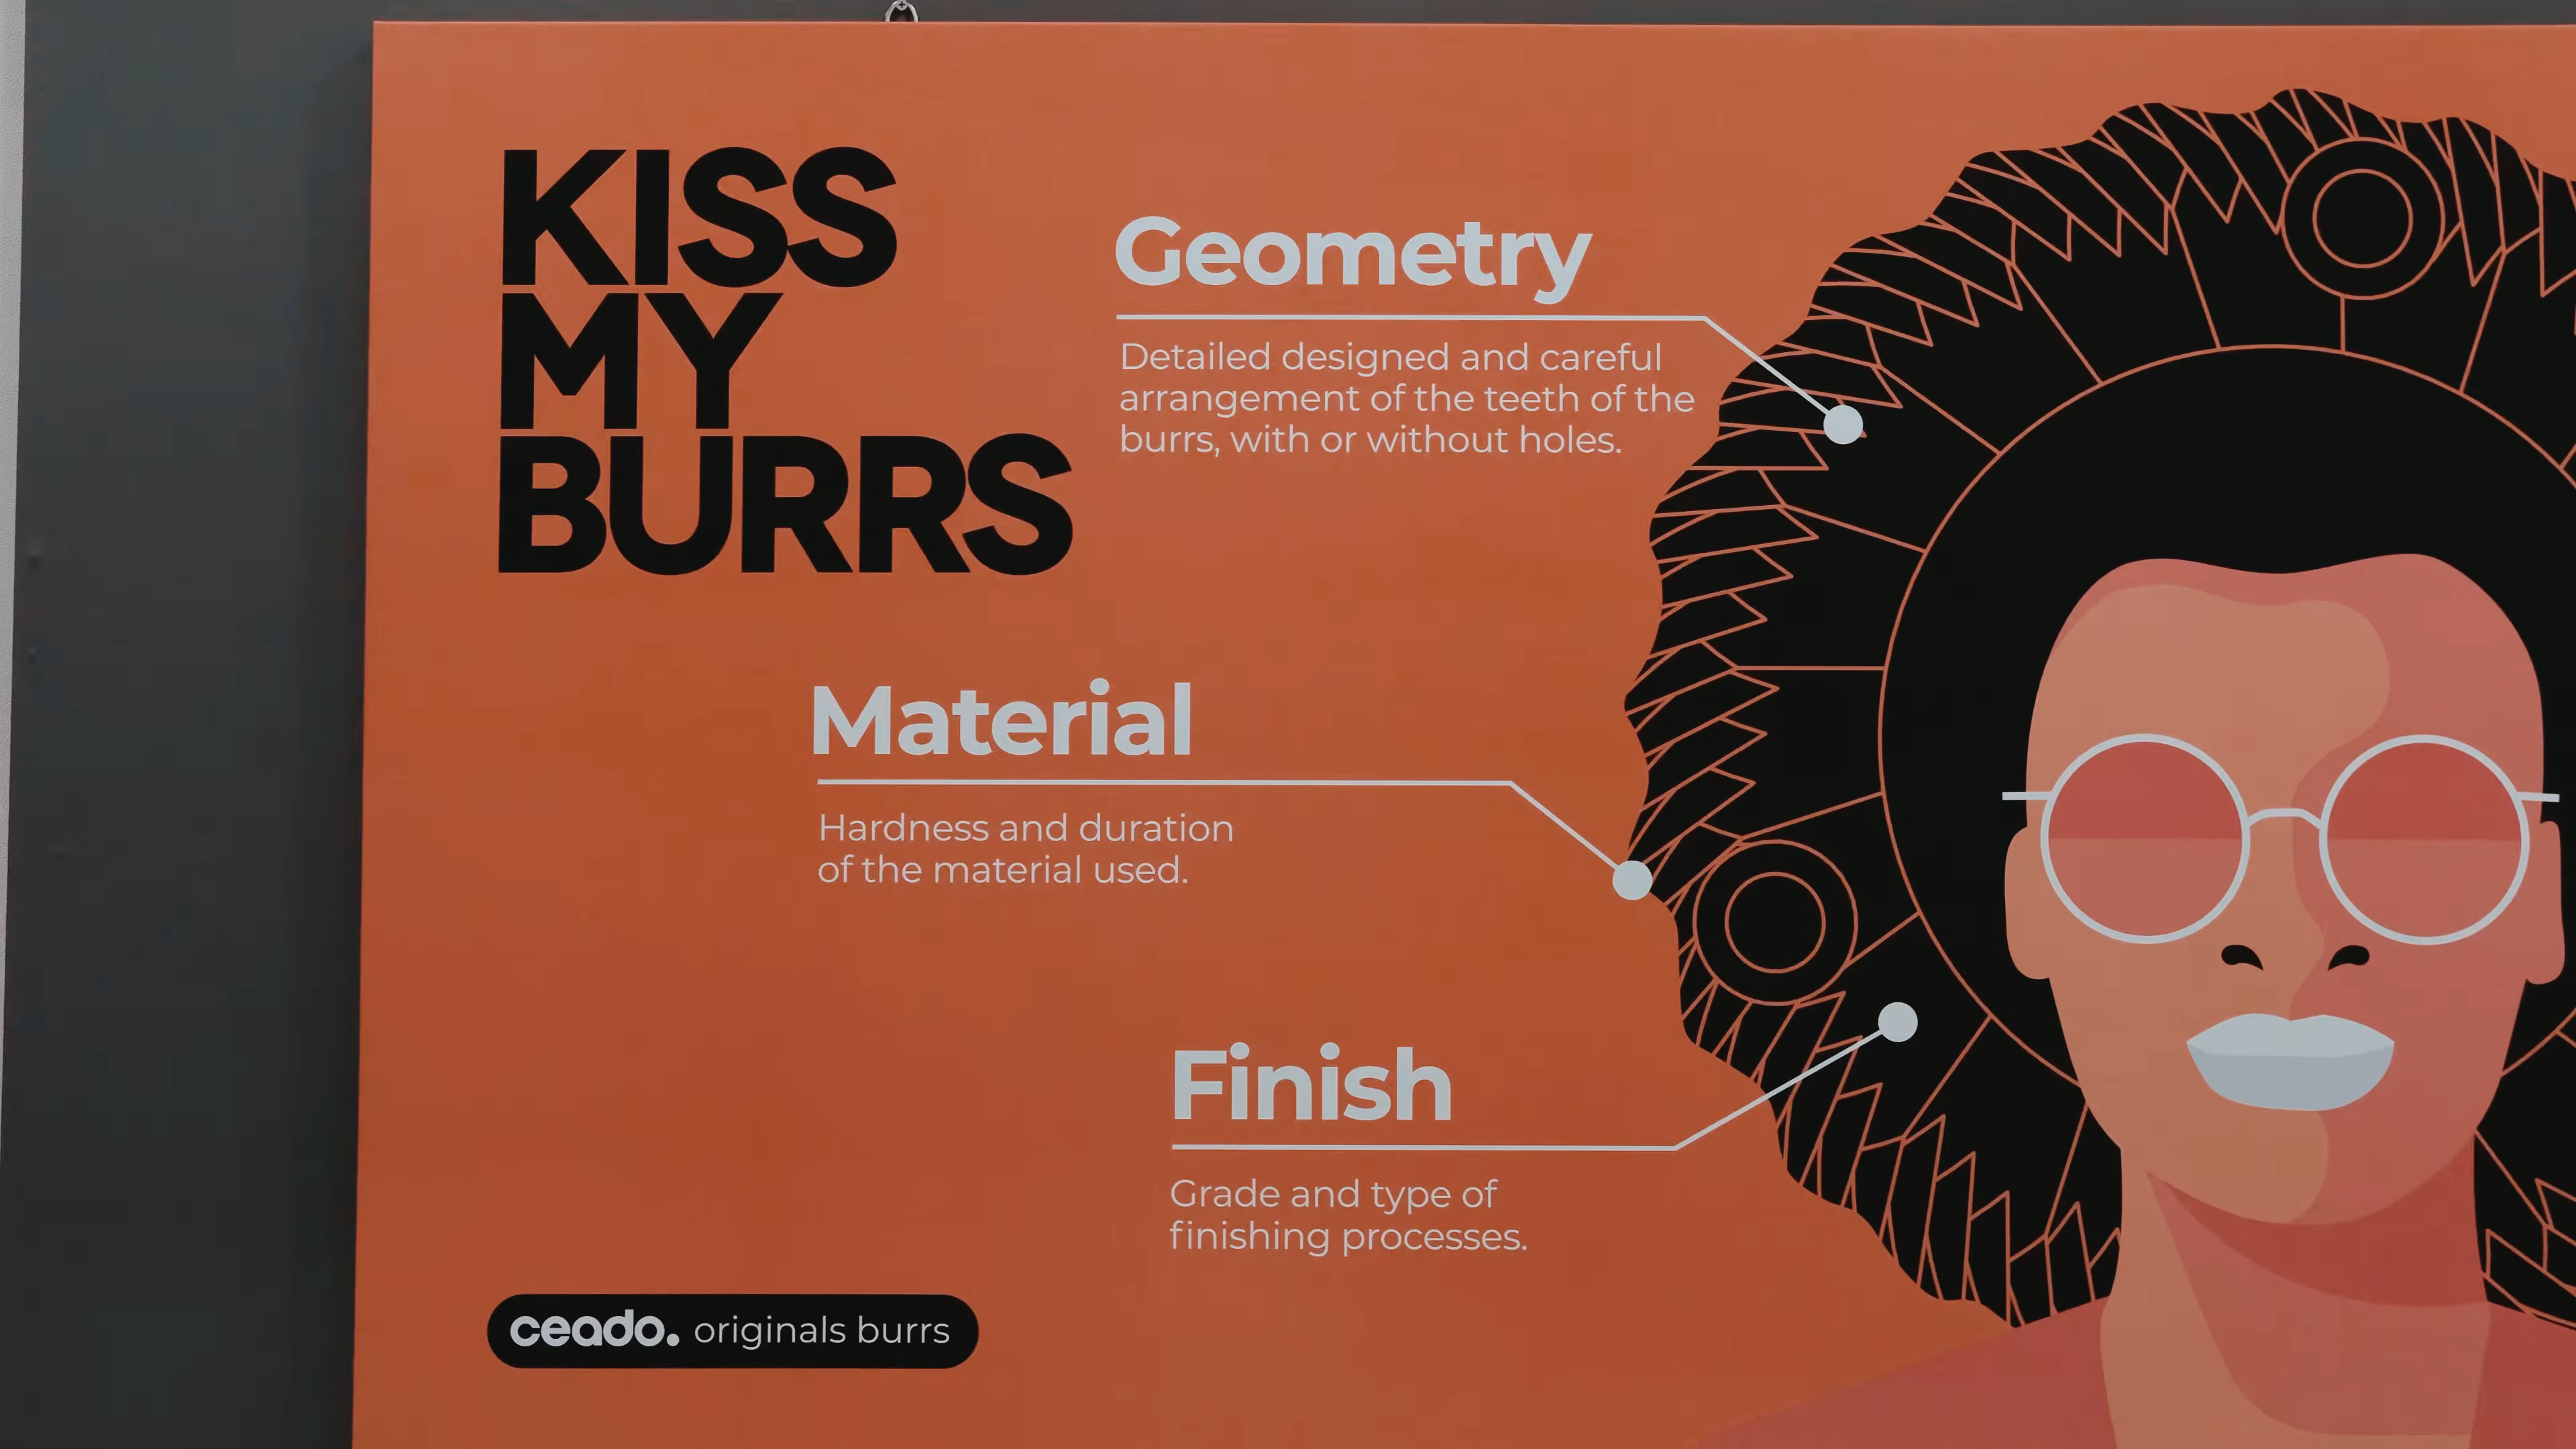 KISS
MY
BURRS
Geometry
Detailed designed and careful
arrangement of the teeth of the
burrs, with or without holes.
Material
Hardness and duration
of the material used.
Finish
Grade and type of
finishing processes.
ceado. originals burrs